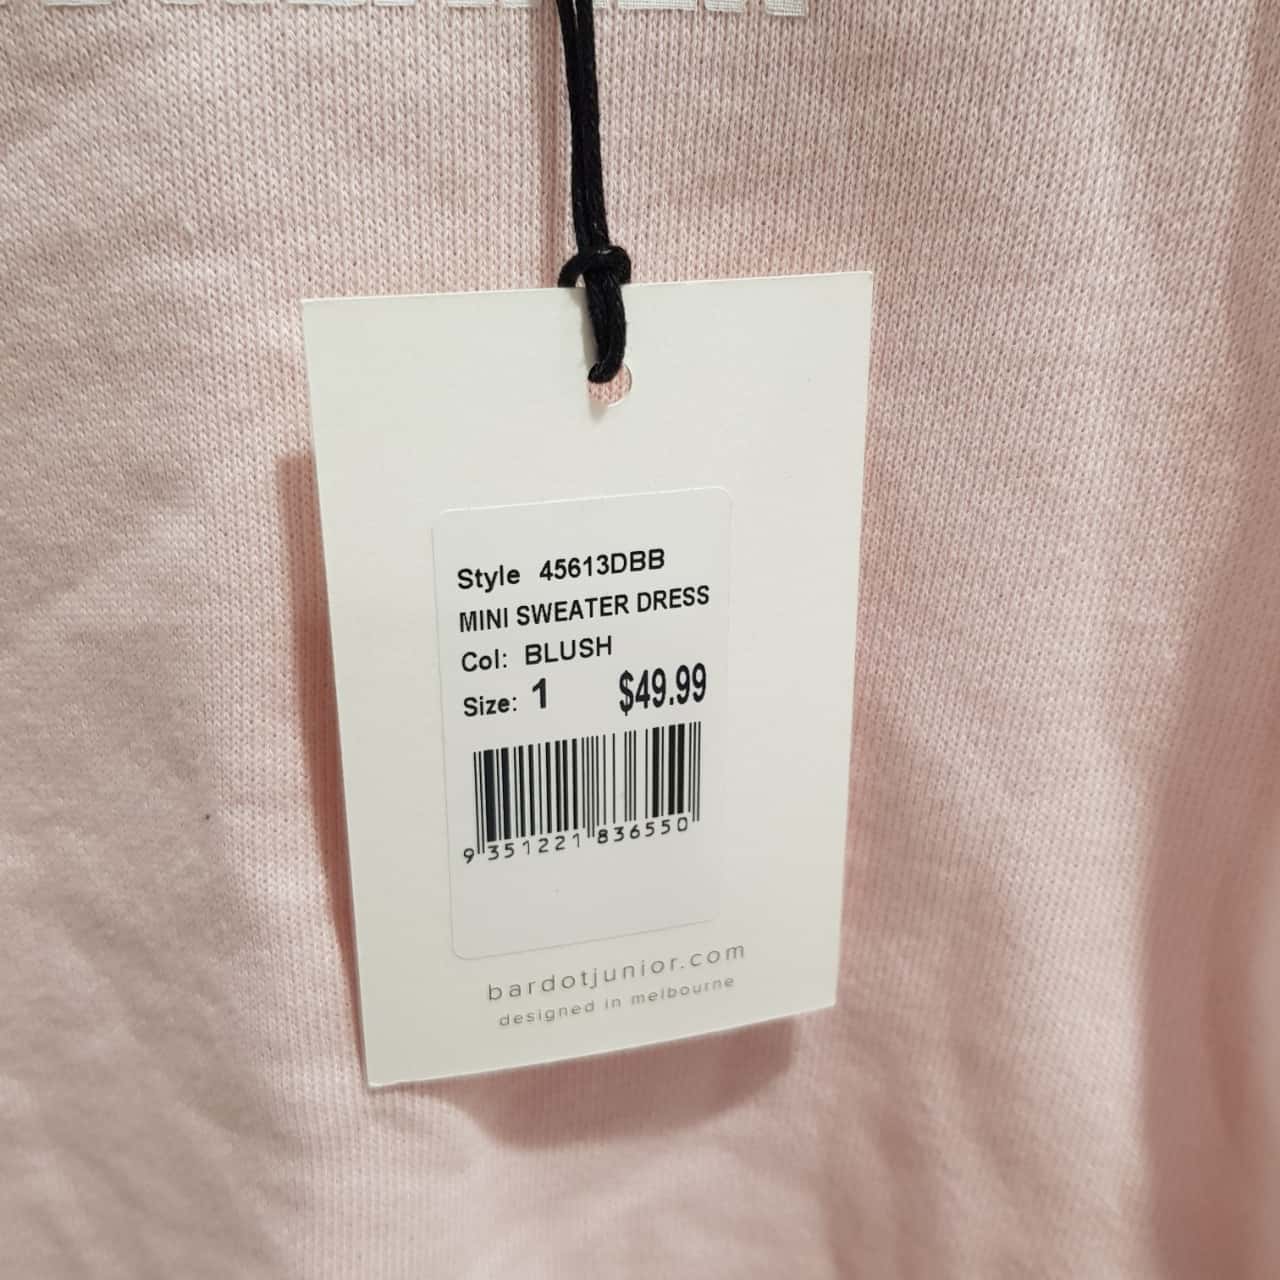 Style 45613DBB
MINI SWEATER DRESS
Col: BLUSH
Size: 1 $49.99
9 351221 836550
bardotjunior.com
designed in melbourne